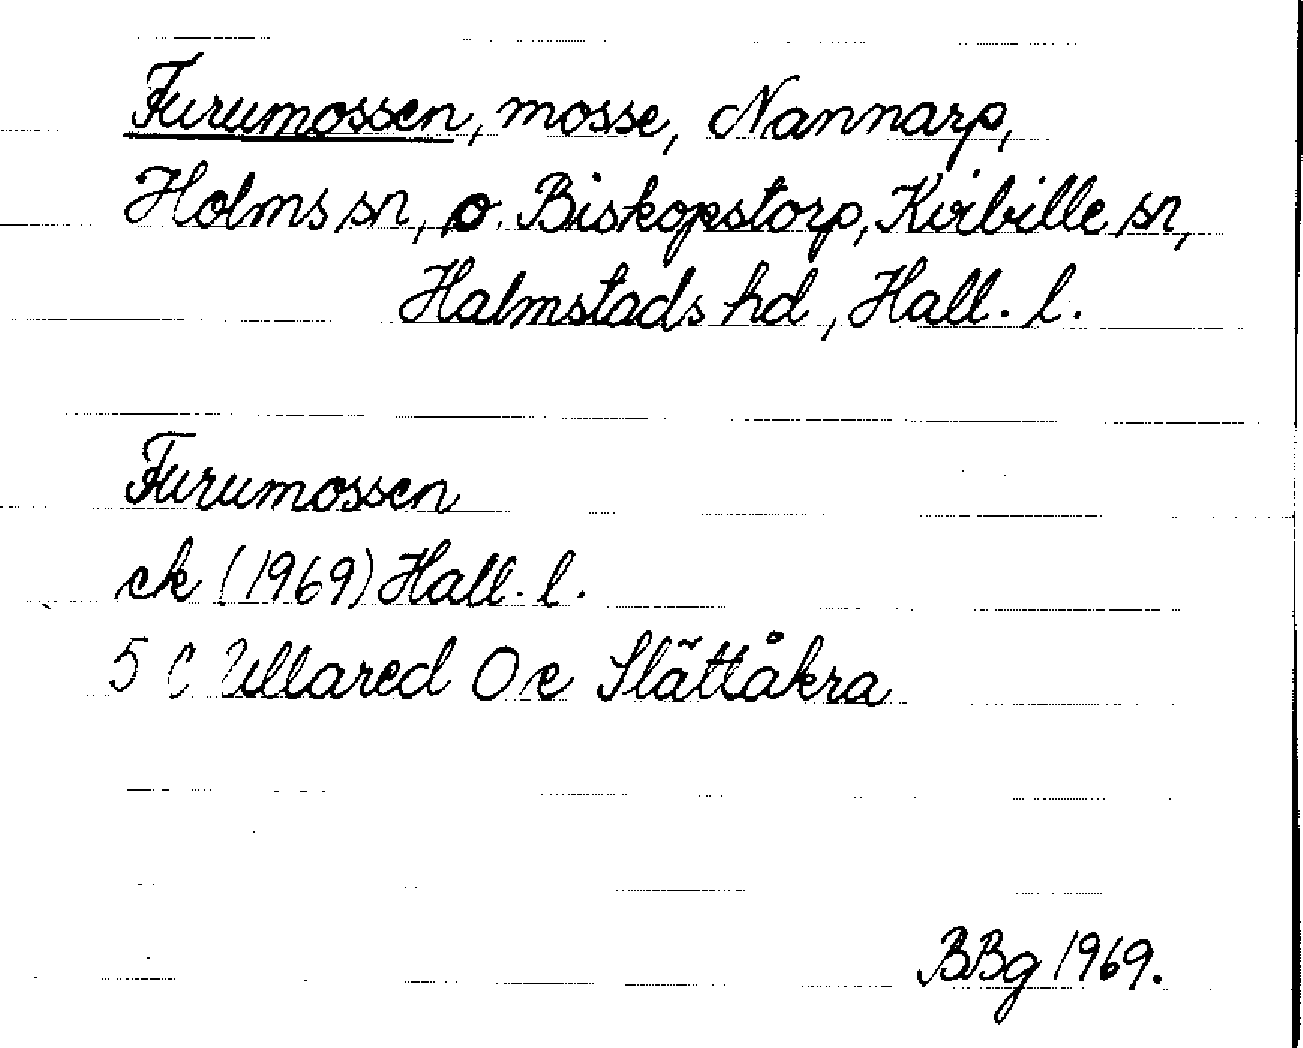 Furumossen, mosse, Nannarp,
Holms sn, o. Biskopstorp, Kvibille sn,
Halmstads hd, Hall. l.
Furumossen
ek (1969) Hall. l.
5 C Ullared 0 e Slättåkra
BBg 1969.